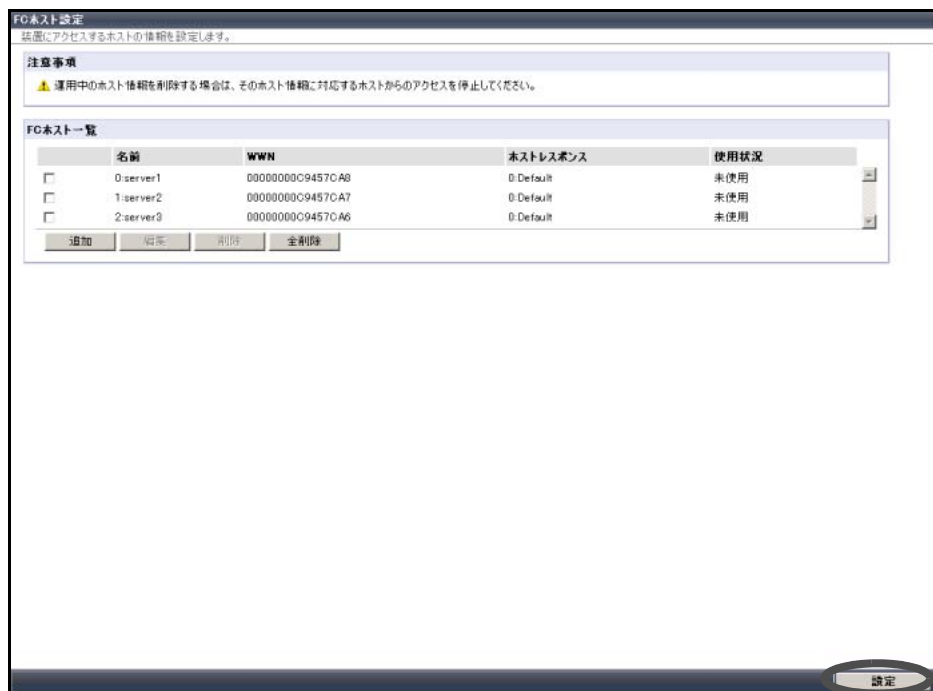 FCホスト設定
装置にアクセスするホストの情報を設定します。
注意事項
運用中のホスト情報を削除する場合は、そのホスト情報に対応するホストからのアクセスを停止してください。
FCホスト一覧
名前 WWN ホストレスポンス 使用状況
0:server1 00000000C9457CA8 0:Default 未使用
1:server2 00000000C9457CA7 0:Default 未使用
2:server3 00000000C9457CA6 0:Default 未使用
追加 編集 削除 全削除
設定